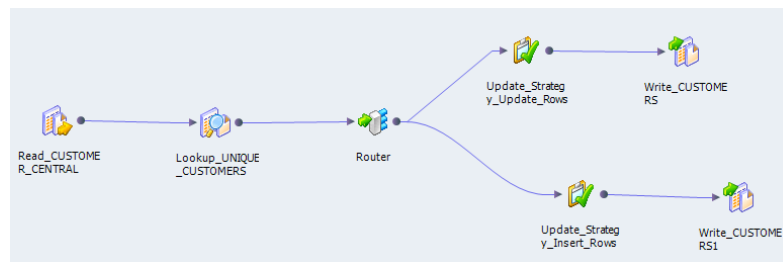 Update_Strateg
y_Update_Rows
Write_CUSTOME
RS
Read_CUSTOME
R_CENTRAL
Lookup_UNIQUE
_CUSTOMERS
Router
Update_Strateg
y_Insert_Rows
Write_CUSTOME
RS1